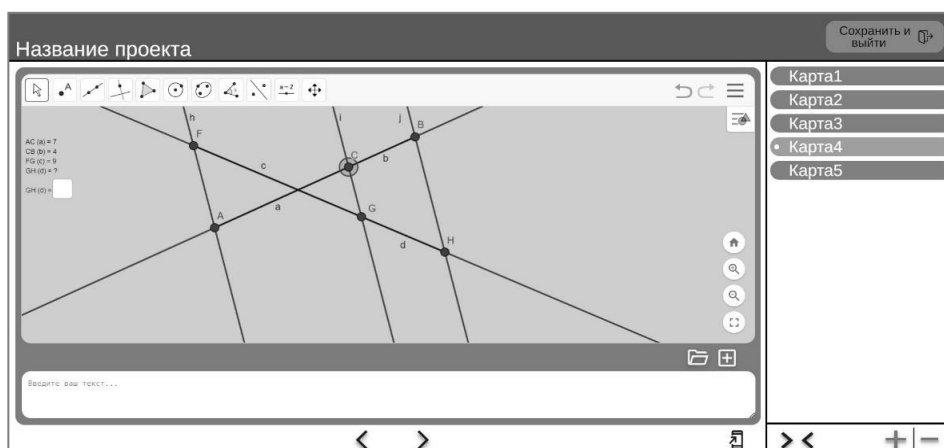 Название проекта
Сохранить и
выйти
A
a=2
AC (a) = 7
CB (b) = 4
FG (c) = 9
GH (d) = ?
GH (d) =
h
i
j
F
B
C
b
c
a
A
G
d
H
Введите ваш текст...
Карта1
Карта2
Карта3
Карта4
Карта5